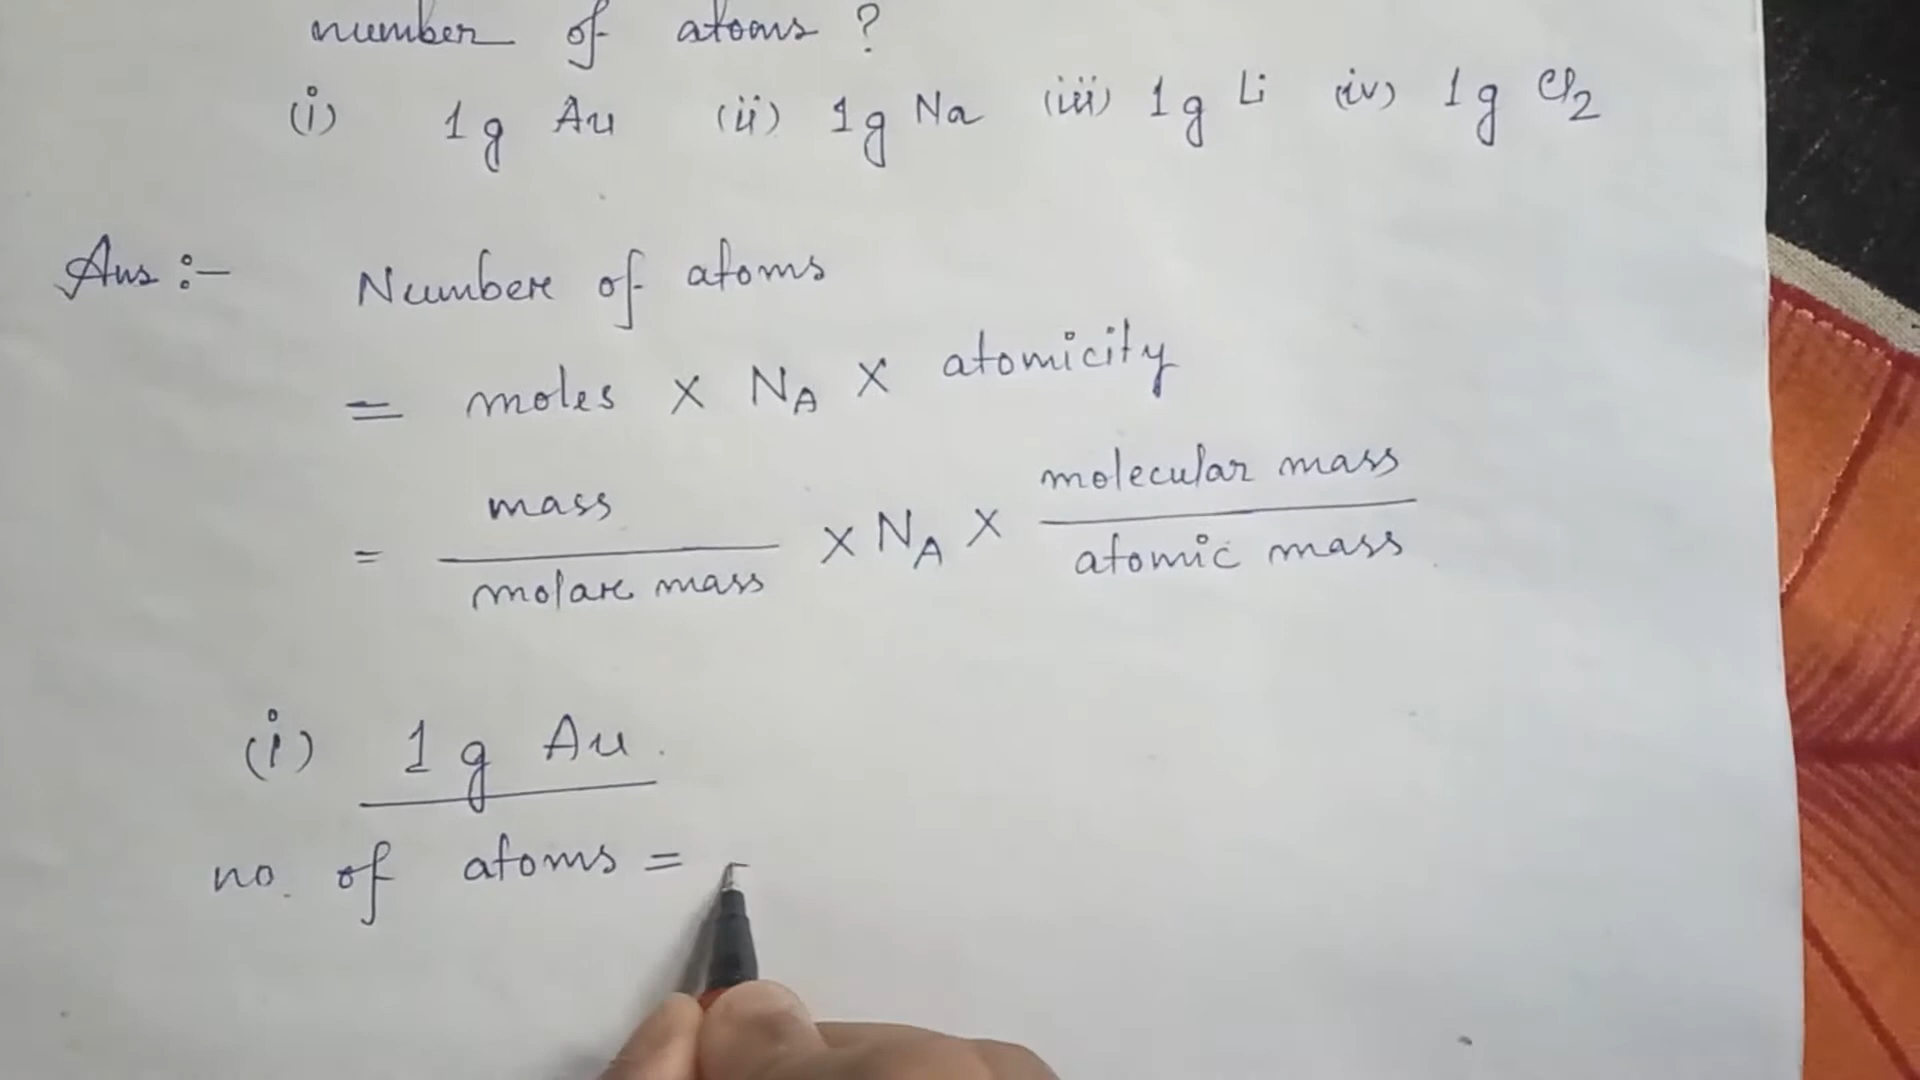 number of atoms ?
(i) 1g Au (ii) 1g Na (iii) 1g Li (iv) 1g Cl2
Ans :- Number of atoms
= moles × NA × atomicity
= mass / molar mass × NA × molecular mass / atomic mass
(i) 1 g Au
no. of atoms =